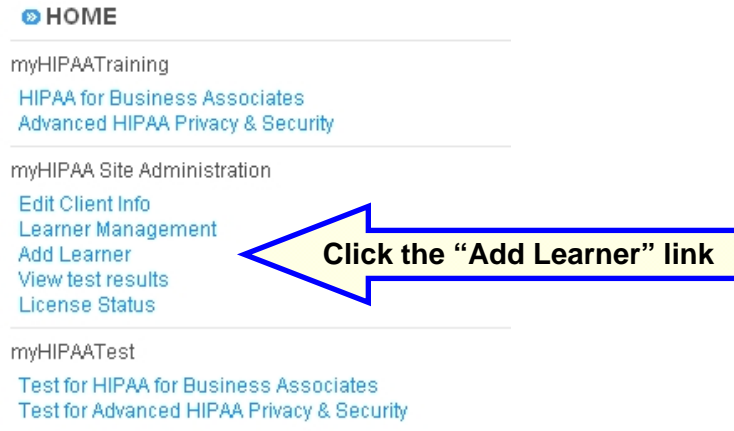 HOME
myHIPAATraining
HIPAA for Business Associates
Advanced HIPAA Privacy & Security
myHIPAA Site Administration
Edit Client Info
Learner Management
Add Learner
Click the “Add Learner” link
View test results
License Status
myHIPAATest
Test for HIPAA for Business Associates
Test for Advanced HIPAA Privacy & Security